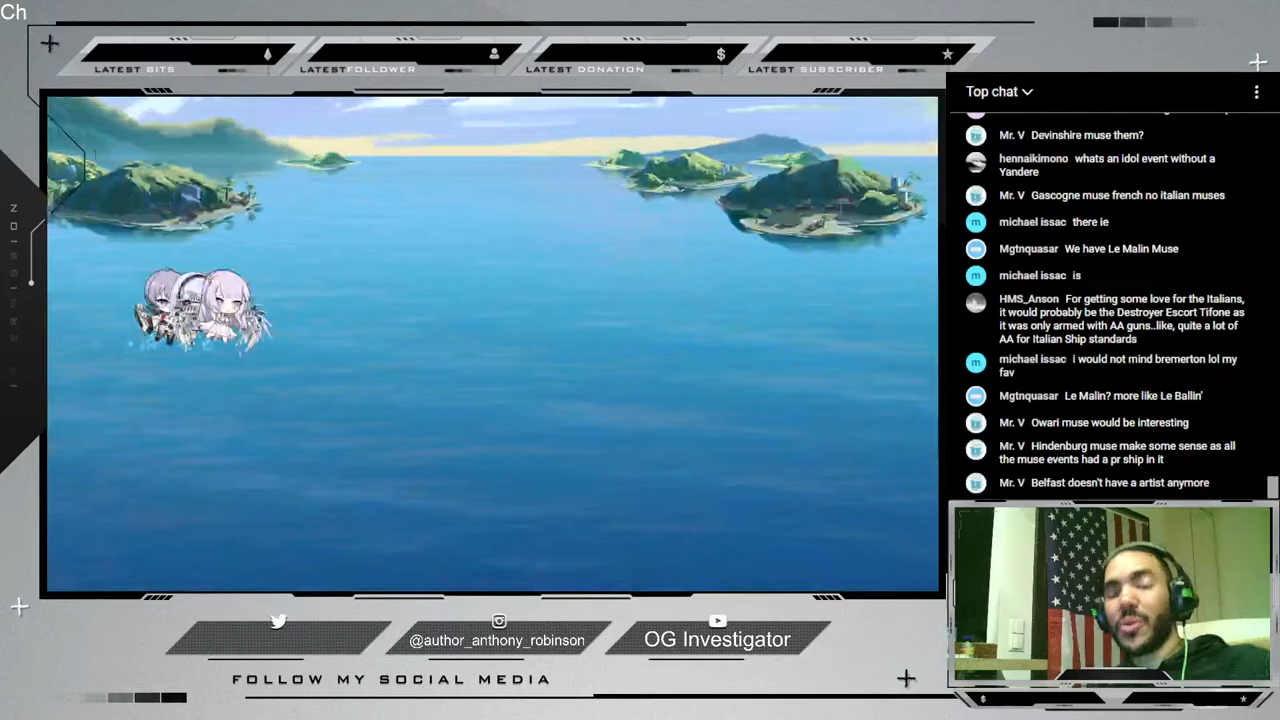 Ch
LATEST BITS
LATEST FOLLOWER
LATEST DONATION
$
LATEST SUBSCRIBER
Top chat
Mr. V Devinshire muse them?
hennaikimono whats an idol event without a
Yandere
Mr. V Gascogne muse french no italian muses
m michael issac there ie
Mgtnquasar We have Le Malin Muse
m michael issac is
HMS_Anson For getting some love for the Italians,
it would probably be the Destroyer Escort Tifone as
it was only armed with AA guns..like, quite a lot of
AA for Italian Ship standards
m michael issac i would not mind bremerton lol my
fav
Mgtnquasar Le Malin? more like Le Ballin'
Mr. V Owari muse would be interesting
Mr. V Hindenburg muse make some sense as all
the muse events had a pr ship in it
Mr. V Belfast doesn't have a artist anymore
@author_anthony_robinson
OG Investigator
FOLLOW MY SOCIAL MEDIA
$